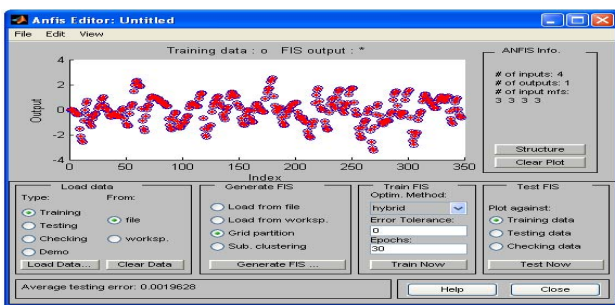 Anfis Editor: Untitled
File Edit View
Training data : o FIS output : *
4
2
0
-2
-4
Output
0 50 100 150 200 250 300 350
Index
ANFIS Info.
# of inputs: 4
# of outputs: 1
# of input mfs:
3 3 3 3
Structure
Clear Plot
Load data
Type: From:
Training
Testing
Checking
Demo
file
worksp.
Load Data... Clear Data
Generate FIS
Load from file
Load from worksp.
Grid partition
Sub. clustering
Generate FIS ...
Train FIS
Optim. Method:
hybrid
Error Tolerance:
0
Epochs:
30
Train Now
Test FIS
Plot against:
Training data
Testing data
Checking data
Test Now
Average testing error: 0.0019628
Help Close